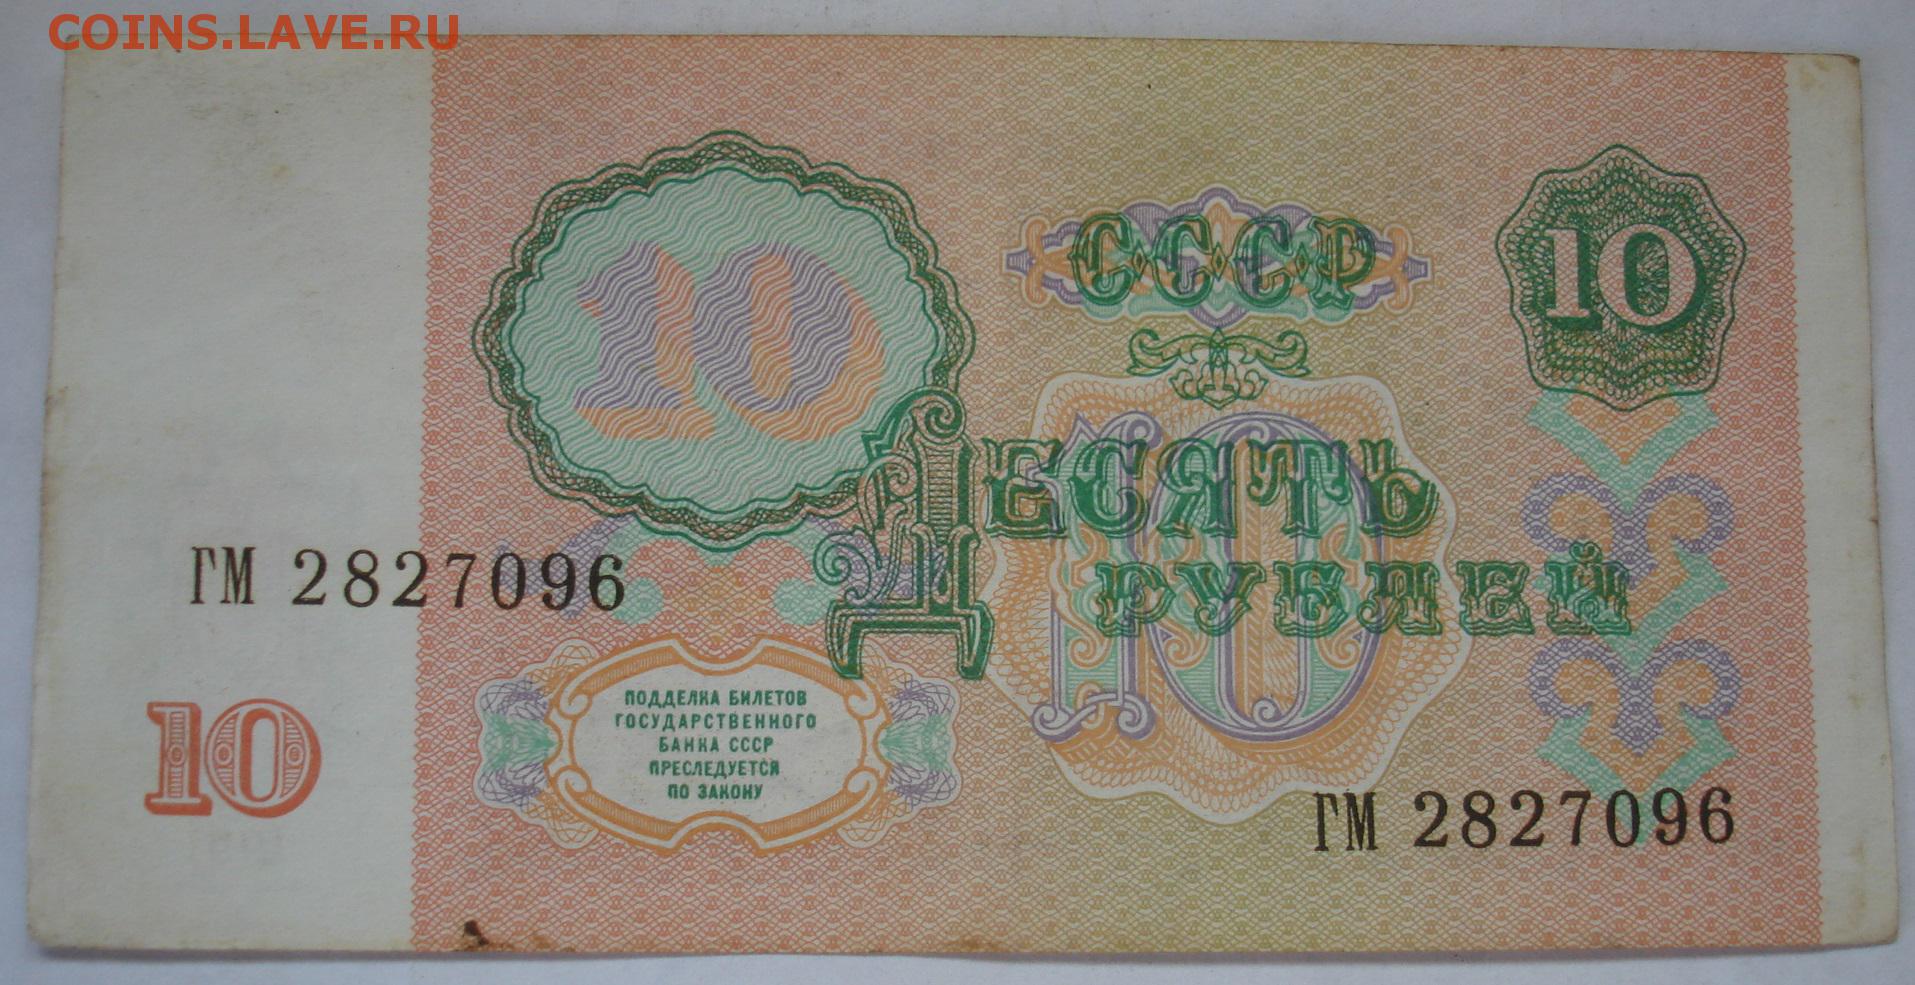 COINS.LAVE.RU
10
СССР
10
ДЕСЯТЬ
РУБЛЕЙ
10
ГМ 2827096
10
ПОДДЕЛКА БИЛЕТОВ
ГОСУДАРСТВЕННОГО
БАНКА СССР
ПРЕСЛЕДУЕТСЯ
ПО ЗАКОНУ
ГМ 2827096